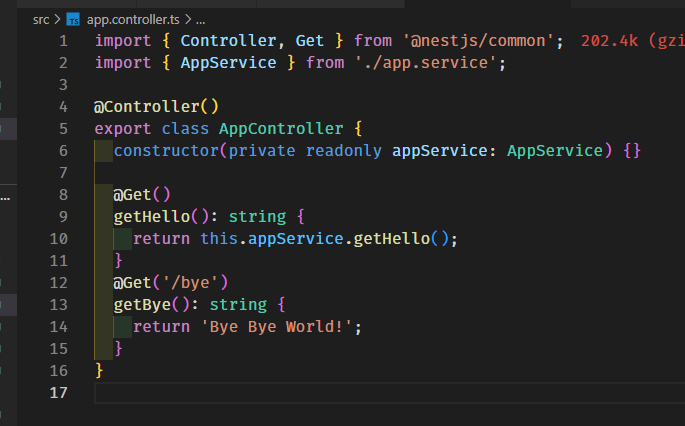 src > TS app.controller.ts > ...
1 import { Controller, Get } from '@nestjs/common'; 202.4k (gzi
2 import { AppService } from './app.service';
3
4 @Controller()
5 export class AppController {
6 constructor(private readonly appService: AppService) {}
7
8 @Get()
9 getHello(): string {
10 return this.appService.getHello();
11 }
12 @Get('/bye')
13 getBye(): string {
14 return 'Bye Bye World!';
15 }
16 }
17
...